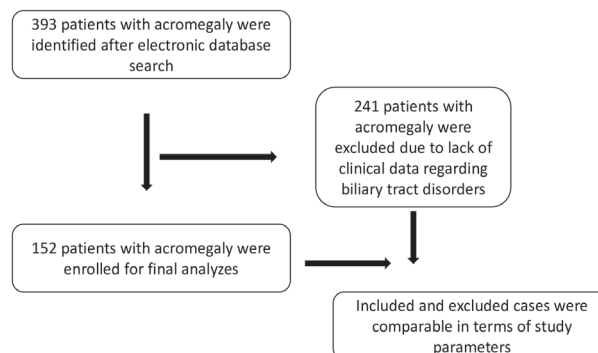 393 patients with acromegaly were
identified after electronic database
search
241 patients with
acromegaly were
excluded due to lack of
clinical data regarding
biliary tract disorders
152 patients with acromegaly were
enrolled for final analyzes
Included and excluded cases were
comparable in terms of study
parameters